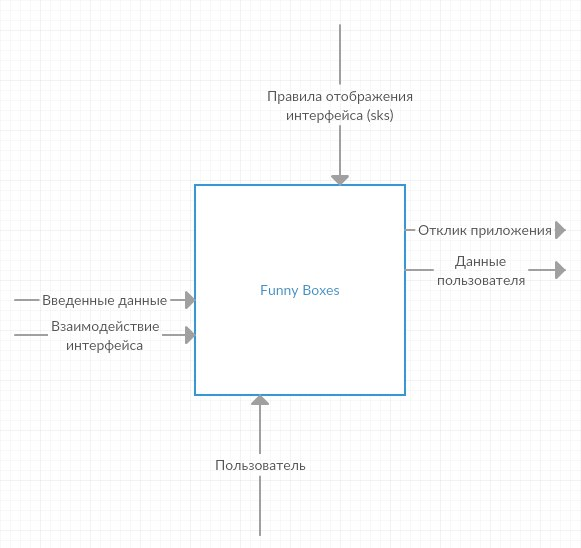 Правила отображения
интерфейса (sks)
Отклик приложения
Данные
пользователя
Funny Boxes
Введенные данные
Взаимодействие
интерфейса
Пользователь